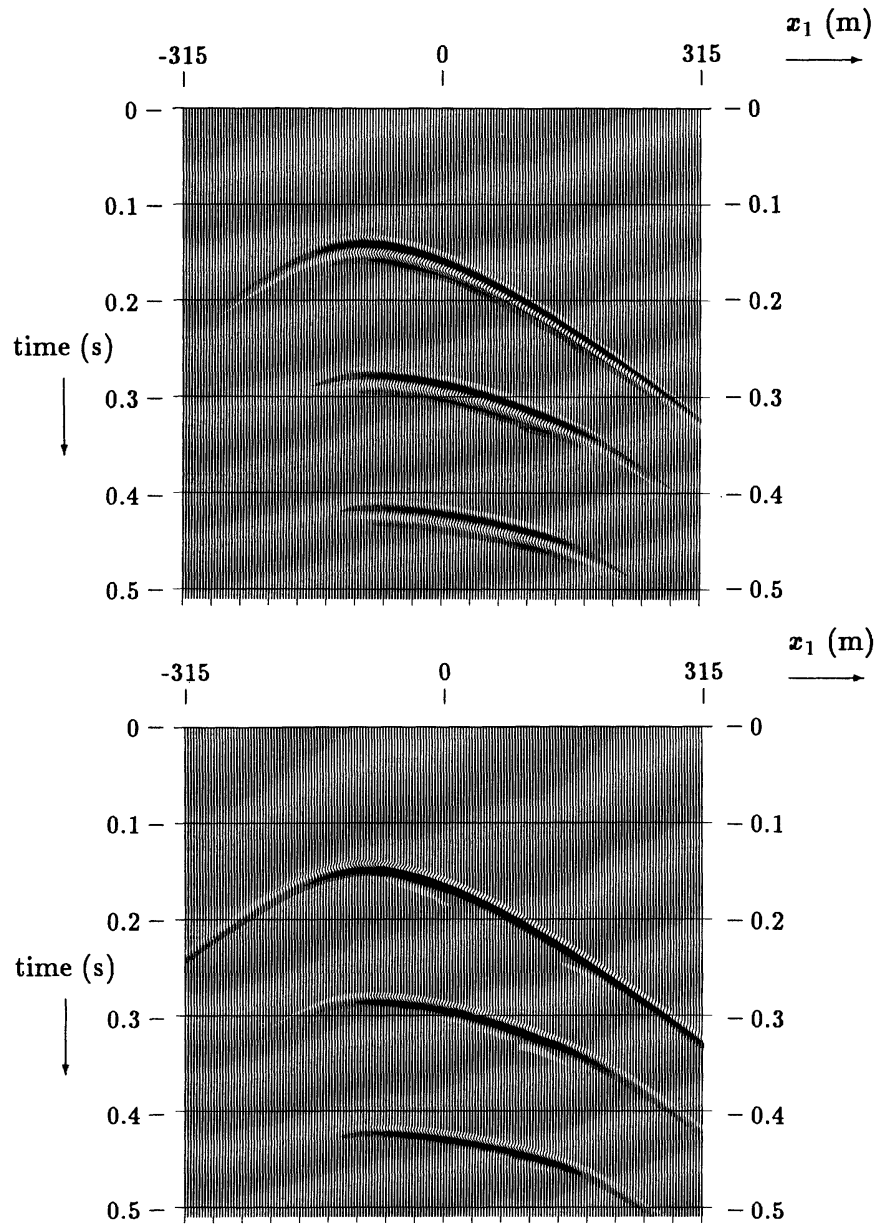 x₁ (m)
-315 0 315
0 — — 0
0.1 — — 0.1
0.2 — — 0.2
time (s)
0.3 — — 0.3
0.4 — — 0.4
0.5 — — 0.5
x₁ (m)
-315 0 315
0 — — 0
0.1 — — 0.1
0.2 — — 0.2
time (s)
0.3 — — 0.3
0.4 — — 0.4
0.5 — — 0.5